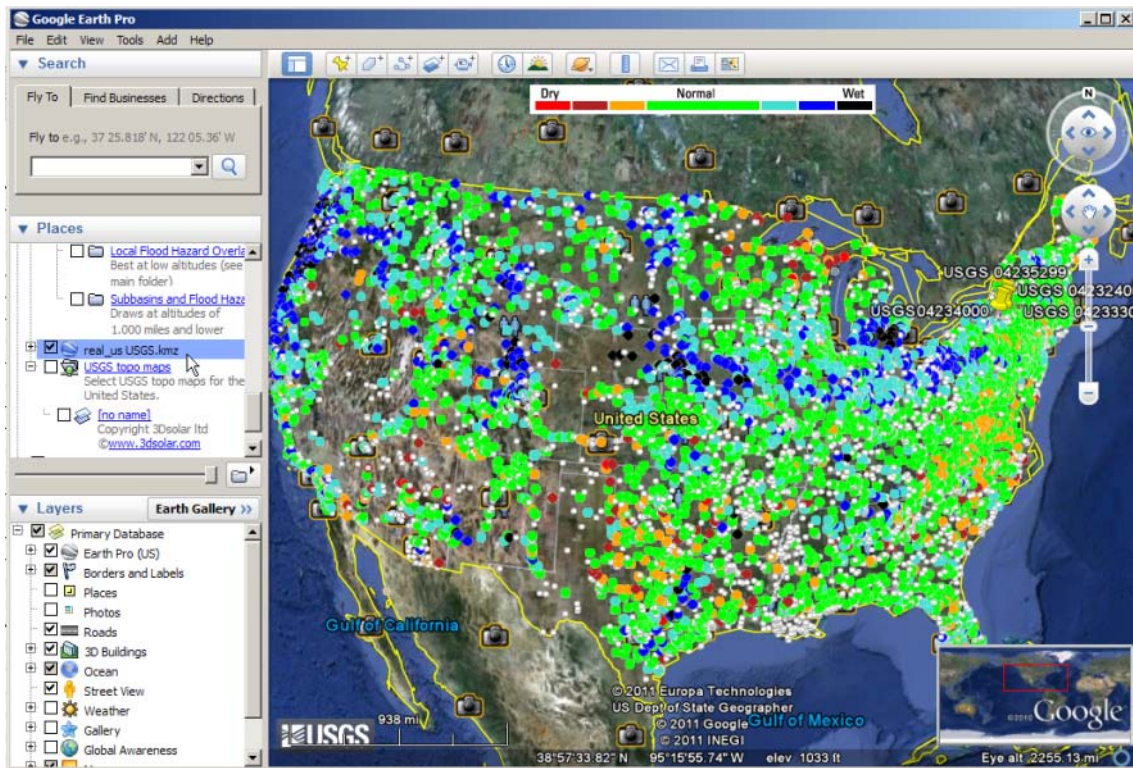 Google Earth Pro
File Edit View Tools Add Help
Search
Fly To Find Businesses Directions
Fly to e.g., 37 25.818' N, 122 05.36' W
Places
Local Flood Hazard Overla
Best at low altitudes (see
main folder)
Subbasins and Flood Haza
Draws at altitudes of
1.000 miles and lower
real_us USGS.kmz
USGS topo maps
Select USGS topo maps for the
United States.
[no name]
Copyright 3Dsolar ltd
©www.3dsolar.com
Layers
Earth Gallery >>
Primary Database
Earth Pro (US)
Borders and Labels
Places
Photos
Roads
3D Buildings
Ocean
Street View
Weather
Gallery
Global Awareness
Dry Normal Wet
N
USGS 04235299
USGS 0423240
USGS04234000
USGS 0423330
United States
Gulf of California
Gulf of Mexico
© 2011 Europa Technologies
US Dept of State Geographer
© 2011 Google
© 2011 INEGI
USGS
938 mi
38°57'33.82" N 95°15'55.74" W elev 1033 ft
©2010 Google
Eye alt 2255.13 mi